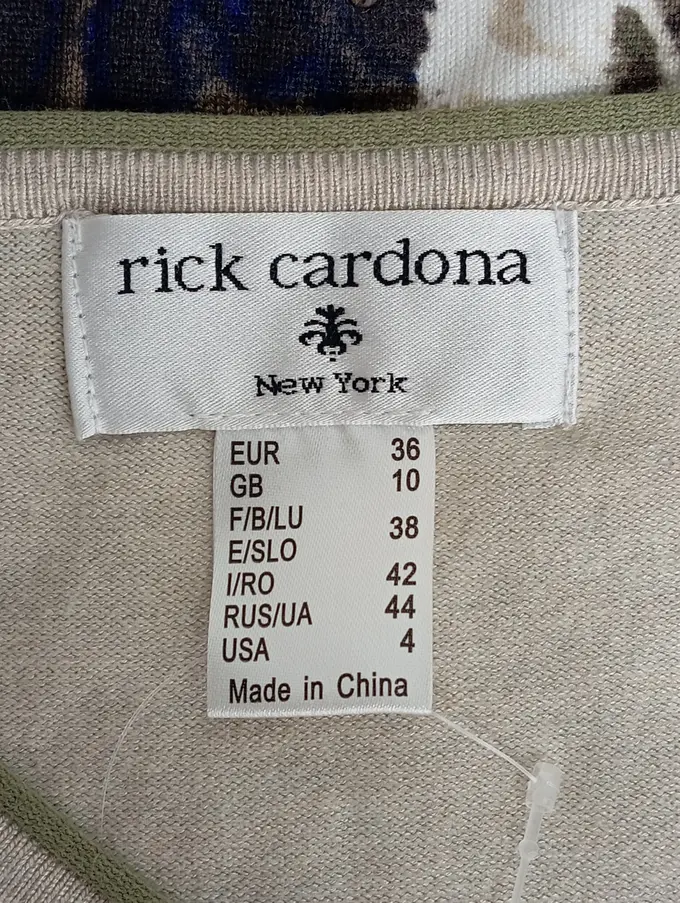 rick cardona
New York
EUR 36
GB 10
F/B/LU
38
E/SLO
I/RO 42
RUS/UA 44
USA 4
Made in China